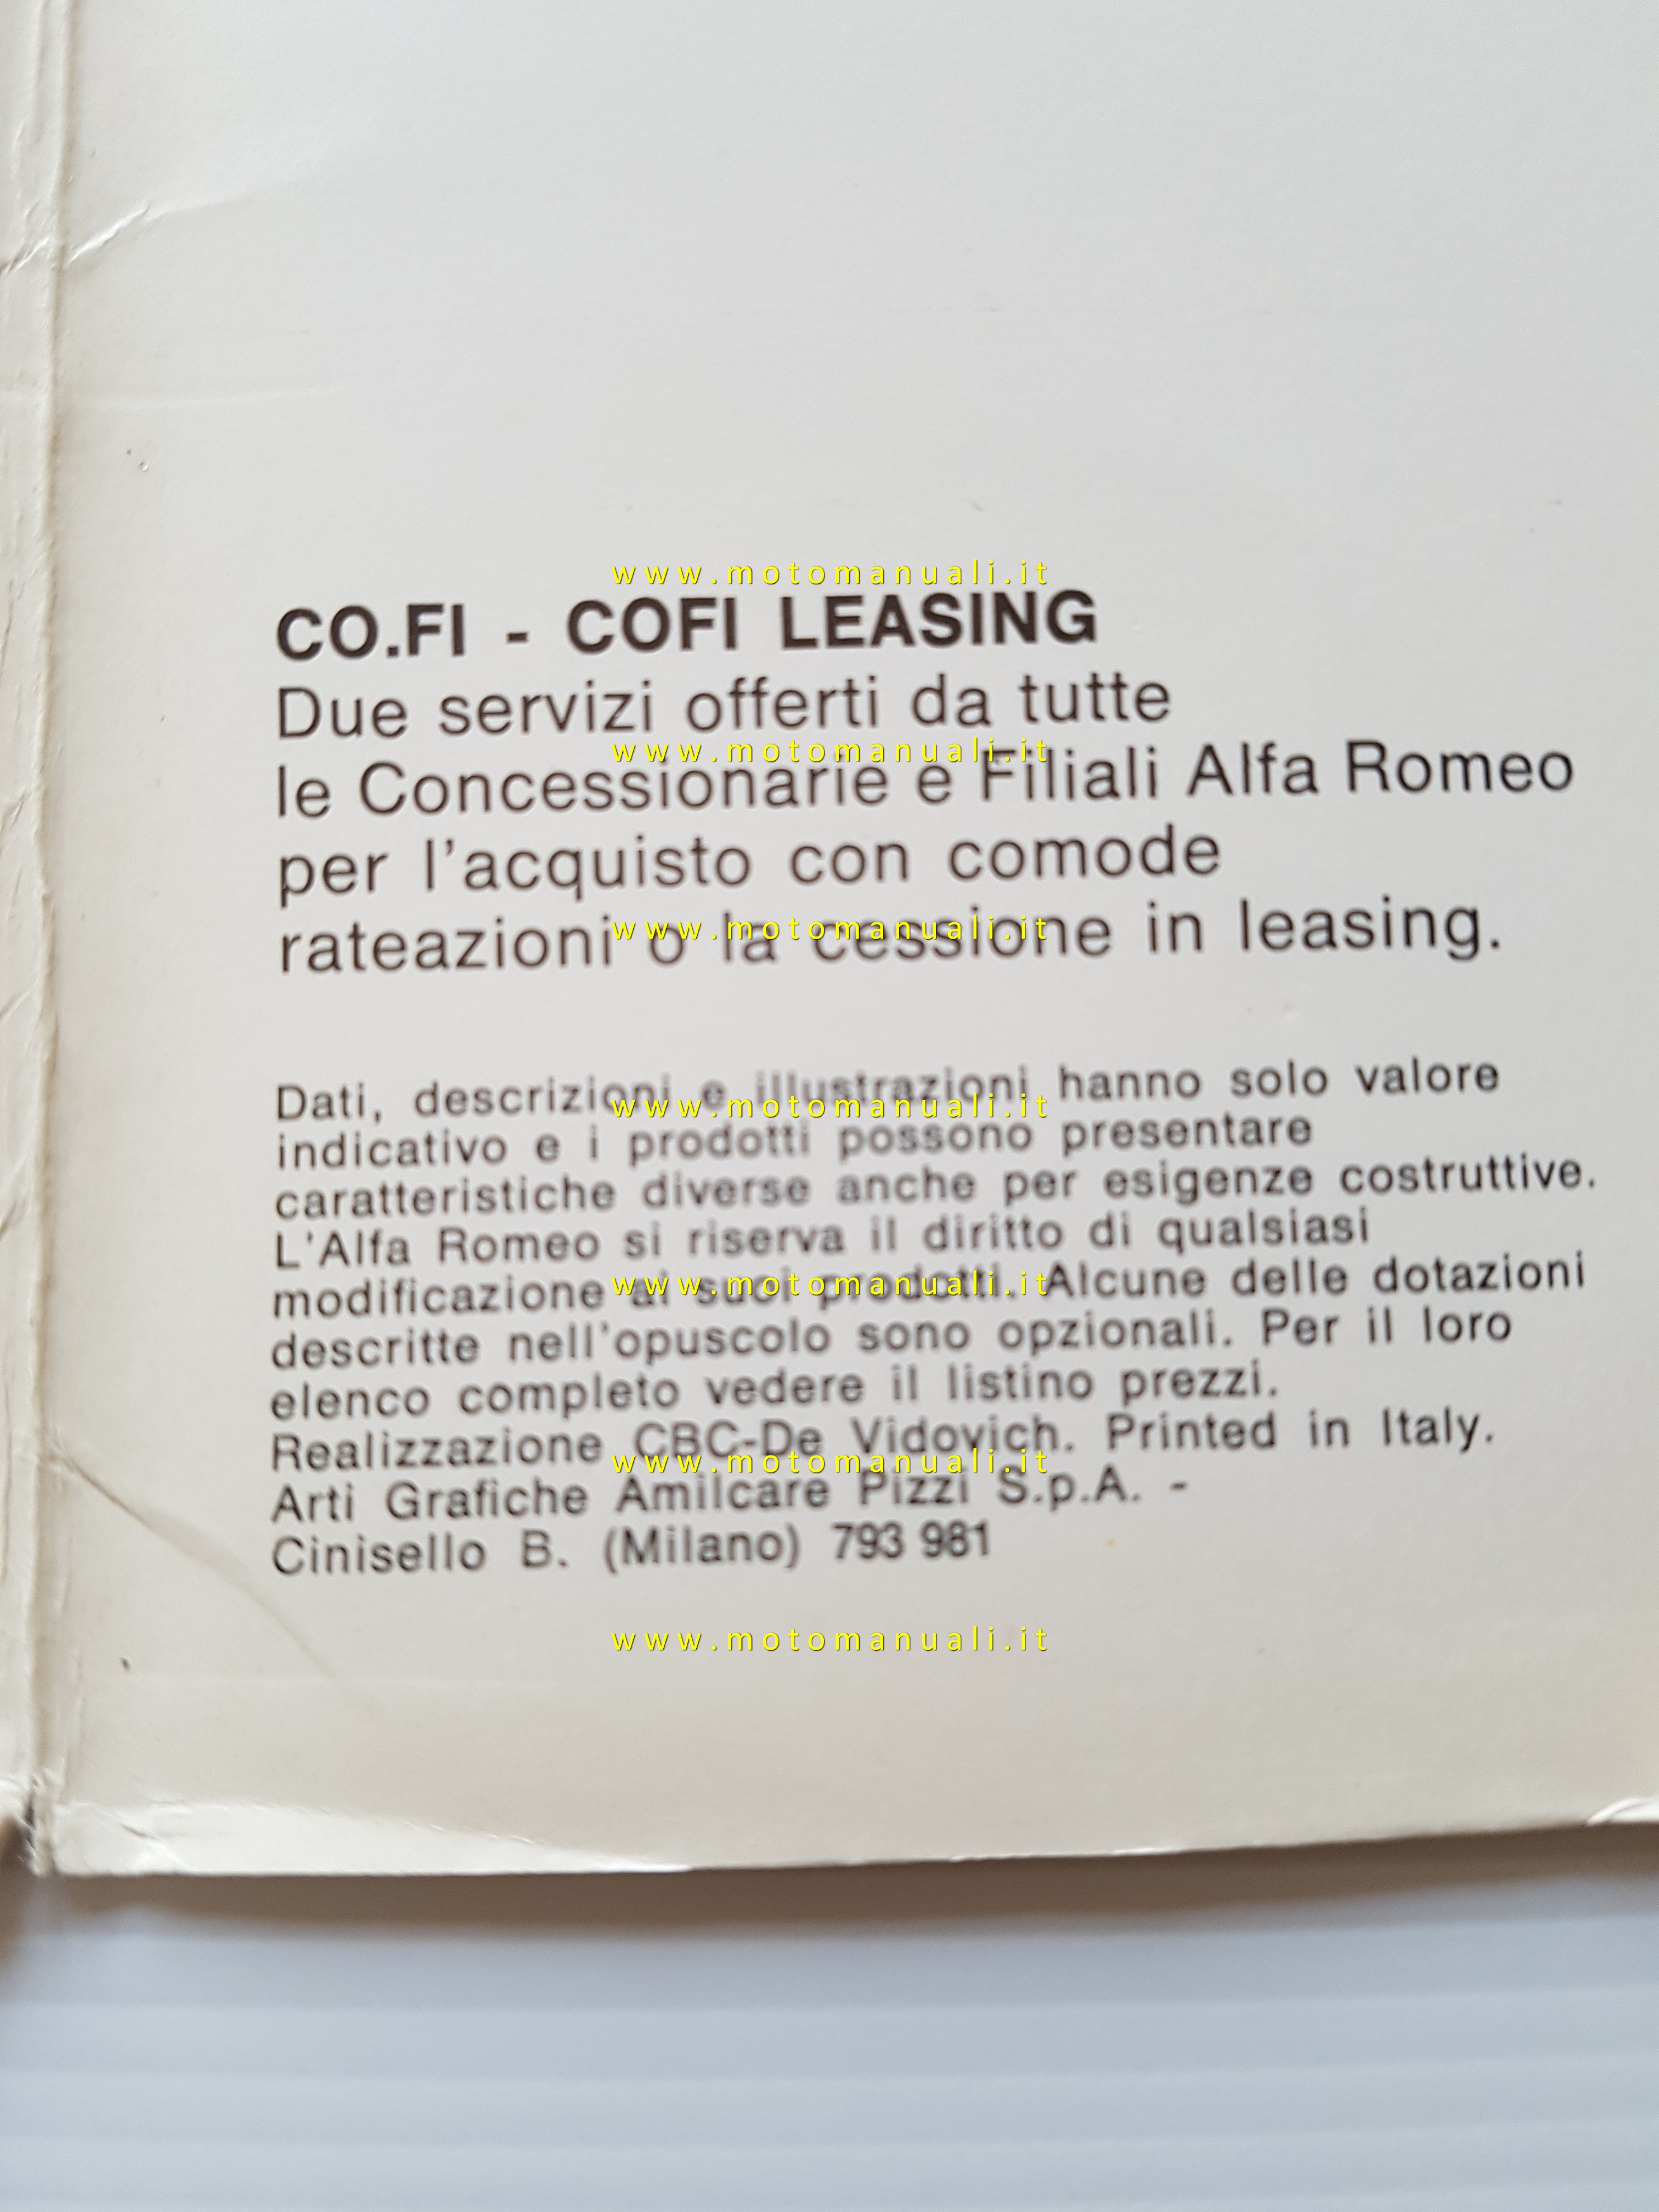 www.motomanuali.it
CO.FI - COFI LEASING
Due servizi offerti da tutte
www.motomanuali.it
le Concessionarie e Filiali Alfa Romeo
per l'acquisto con comode
www.motomanuali.it
rateazioni o la cessione in leasing.
Dati, descrizioni e illustrazioni hanno solo valore
www.motomanuali.it
indicativo e i prodotti possono presentare
caratteristiche diverse anche per esigenze costruttive.
L'Alfa Romeo si riserva il diritto di qualsiasi
www.motomanuali.it
modificazione ai suoi prodotti. Alcune delle dotazioni
descritte nell'opuscolo sono opzionali. Per il loro
elenco completo vedere il listino prezzi.
Realizzazione CBC-De Vidovich. Printed in Italy.
www.motomanuali.it
Arti Grafiche Amilcare Pizzi S.p.A. -
Cinisello B. (Milano) 793 981
www.motomanuali.it